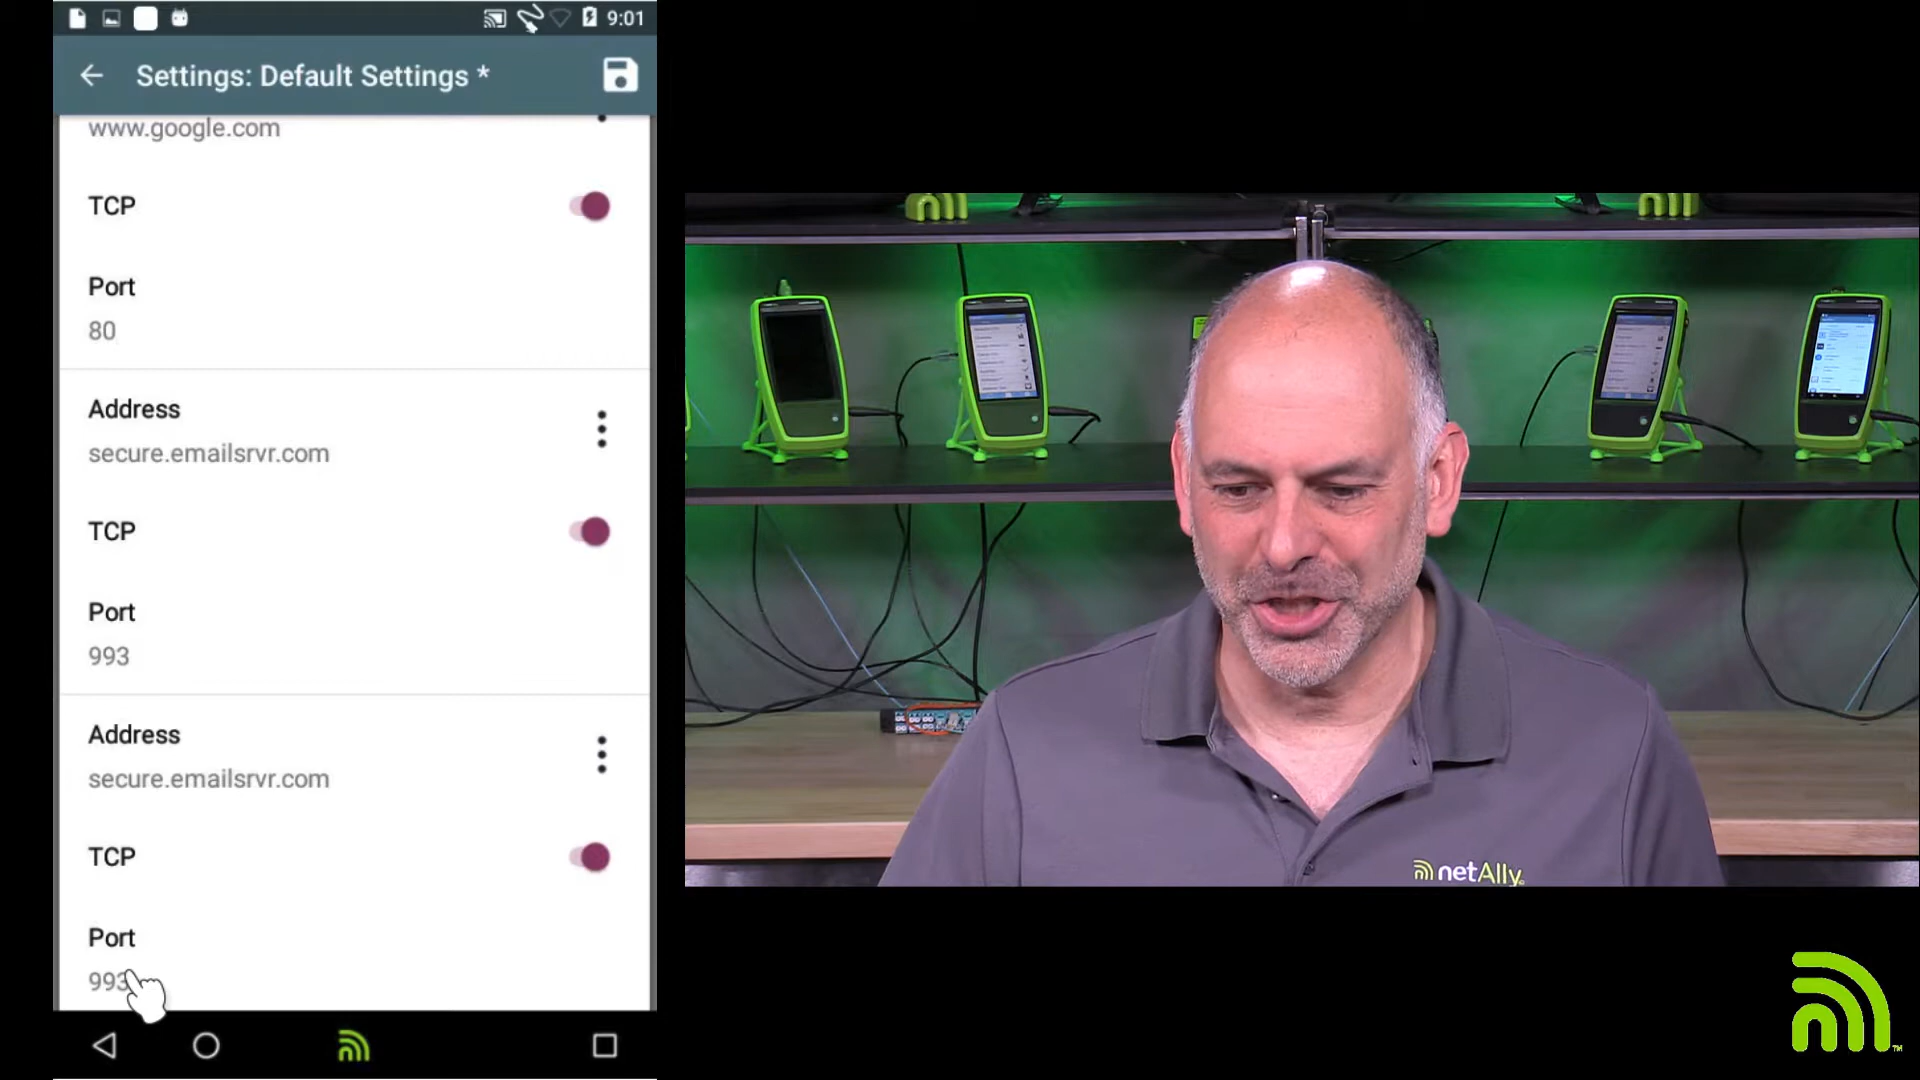 9:01
Settings: Default Settings *
www.google.com
TCP
Port
80
Address
secure.emailsrvr.com
TCP
Port
993
Address
secure.emailsrvr.com
TCP
Port
993
netAlly
TM